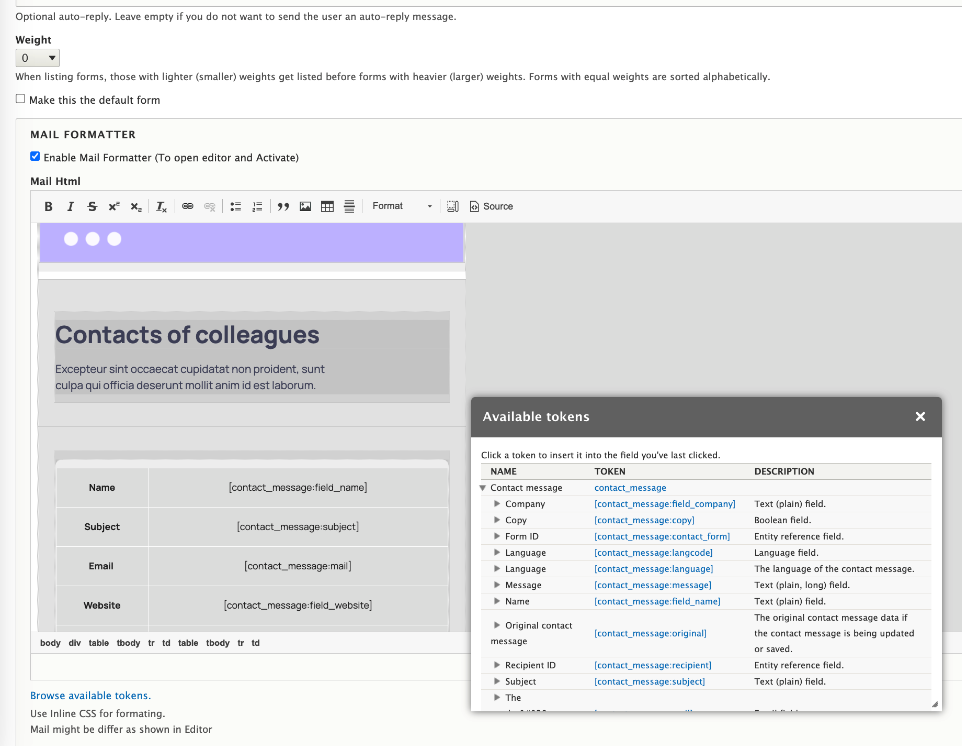 Optional auto-reply. Leave empty if you do not want to send the user an auto-reply message.
Weight
0
When listing forms, those with lighter (smaller) weights get listed before forms with heavier (larger) weights. Forms with equal weights are sorted alphabetically.
Make this the default form
MAIL FORMATTER
Enable Mail Formatter (To open editor and Activate)
Mail Html
Format
Source
Contacts of colleagues
Excepteur sint occaecat cupidatat non proident, sunt
culpa qui officia deserunt mollit anim id est laborum.
Name [contact_message:field_name]
Subject [contact_message:subject]
Email [contact_message:mail]
Website [contact_message:field_website]
body div table tbody tr td table tbody tr td
Browse available tokens.
Use Inline CSS for formating.
Mail might be differ as shown in Editor
Available tokens
Click a token to insert it into the field you've last clicked.
NAME TOKEN DESCRIPTION
Contact message contact_message
Company [contact_message:field_company] Text (plain) field.
Copy [contact_message:copy] Boolean field.
Form ID [contact_message:contact_form] Entity reference field.
Language [contact_message:langcode] Language field.
Language [contact_message:language] The language of the contact message.
Message [contact_message:message] Text (plain, long) field.
Name [contact_message:field_name] Text (plain) field.
Original contact
message
[contact_message:original]
The original contact message data if
the contact message is being updated
or saved.
Recipient ID [contact_message:recipient] Entity reference field.
Subject [contact_message:subject] Text (plain) field.
The